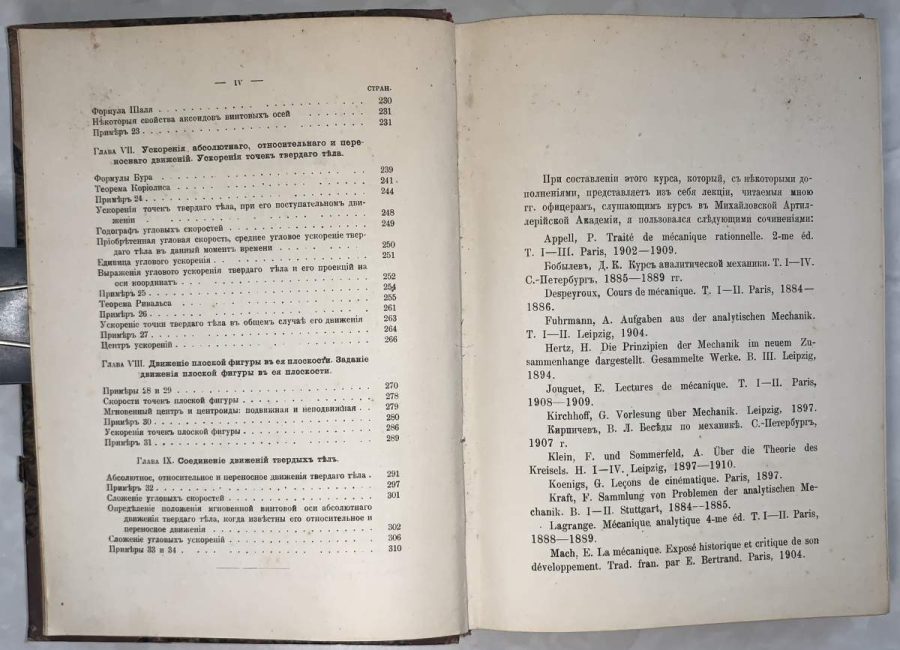 — IV —
СТРАН.
Формула Шаля . . . . . . . . . . . . . . . . . . . . 230
Нѣкоторыя свойства аксоидовъ винтовыхъ осей . . . . . . 231
Примѣръ 23 . . . . . . . . . . . . . . . . . . . . . 231
Глава VII. Ускоренія абсолютнаго, относительнаго и пере-
носнаго движеній. Ускоренія точекъ твердаго тѣла.
Формулы Бура . . . . . . . . . . . . . . . . . . . . 239
Теорема Коріолиса . . . . . . . . . . . . . . . . . . 241
Примѣръ 24 . . . . . . . . . . . . . . . . . . . . . 244
Ускоренія точекъ твердаго тѣла, при его поступательномъ дви-
женіи . . . . . . . . . . . . . . . . . . . . . . 248
Годографъ угловыхъ скоростей . . . . . . . . . . . . . 249
Пріобрѣтенная угловая скорость, среднее угловое ускореніе твер-
даго тѣла въ данный моментъ времени . . . . . . . . . 250
Единица углового ускоренія . . . . . . . . . . . . . . 251
Выраженія углового ускоренія твердаго тѣла и его проекцій на
оси координатъ . . . . . . . . . . . . . . . . . . 252
Примѣръ 25 . . . . . . . . . . . . . . . . . . . . . 254
Теорема Ривальса . . . . . . . . . . . . . . . . . . 255
Примѣръ 26 . . . . . . . . . . . . . . . . . . . . . 261
Ускореніе точки твердаго тѣла въ общемъ случаѣ его движенія 263
Примѣръ 27 . . . . . . . . . . . . . . . . . . . . . 264
Центръ ускореній . . . . . . . . . . . . . . . . . . 266
Глава VIII. Движеніе плоской фигуры въ ея плоскости. Заданіе
движенія плоской фигуры въ ея плоскости.
Примѣры 28 и 29 . . . . . . . . . . . . . . . . . . . 270
Скорости точекъ плоской фигуры . . . . . . . . . . . . 278
Мгновенный центръ и центроиды: подвижная и неподвижная . . 279
Примѣръ 30 . . . . . . . . . . . . . . . . . . . . . 280
Ускоренія точекъ плоской фигуры . . . . . . . . . . . . 286
Примѣръ 31 . . . . . . . . . . . . . . . . . . . . . 289
Глава IX. Соединеніе движеній твердыхъ тѣлъ.
Абсолютное, относительное и переносное движенія твердаго тѣла . 291
Примѣръ 32 . . . . . . . . . . . . . . . . . . . . . 297
Сложеніе угловыхъ скоростей . . . . . . . . . . . . . . 301
Опредѣленіе положенія мгновенной винтовой оси абсолютнаго
движенія твердаго тѣла, когда извѣстны его относительное и
переносное движенія . . . . . . . . . . . . . . . . 302
Сложеніе угловыхъ ускореній . . . . . . . . . . . . . . 306
Примѣры 33 и 34 . . . . . . . . . . . . . . . . . . . 310
При составленіи этого курса, который, съ нѣкоторыми до-
полненіями, представляетъ изъ себя лекціи, читаемыя мною
гг. офицерамъ, слушающимъ курсъ въ Михайловской Артил-
лерійской Академіи, я пользовался слѣдующими сочиненіями:
Appell, P. Traité de mécanique rationnelle. 2-me éd.
T. I—III. Paris, 1902—1909.
Бобылевъ, Д. К. Курсъ аналитической механики. Т. I—IV.
С.-Петербургъ, 1885—1889 гг.
Despeyroux, Cours de mécanique. T. I—II. Paris, 1884—
1886.
Fuhrmann, A. Aufgaben aus der analytischen Mechanik.
T. I—II. Leipzig, 1904.
Hertz, H. Die Prinzipien der Mechanik im neuem Zu-
sammenhange dargestellt. Gesammelte Werke. B. III. Leipzig,
1894.
Jouguet, E. Lectures de mécanique. T. I—II. Paris,
1908—1909.
Kirchhoff, G. Vorlesung über Mechanik. Leipzig, 1897.
Кирпичевъ, В. Л. Бесѣды по механикѣ. С.-Петербургъ,
1907 г.
Klein, F. und Sommerfeld, A. Über die Theorie des
Kreisels. H. I—IV. Leipzig, 1897—1910.
Koenigs, G. Leçons de cinématique. Paris, 1897.
Kraft, F. Sammlung von Problemen der analytischen Me-
chanik. B. I—II. Stuttgart, 1884—1885.
Lagrange. Mécanique analytique 4-me éd. T. I—II. Paris,
1888—1889.
Mach, E. La mécanique. Exposé historique et critique de son
développement. Trad. fran. par E. Bertrand. Paris, 1904.